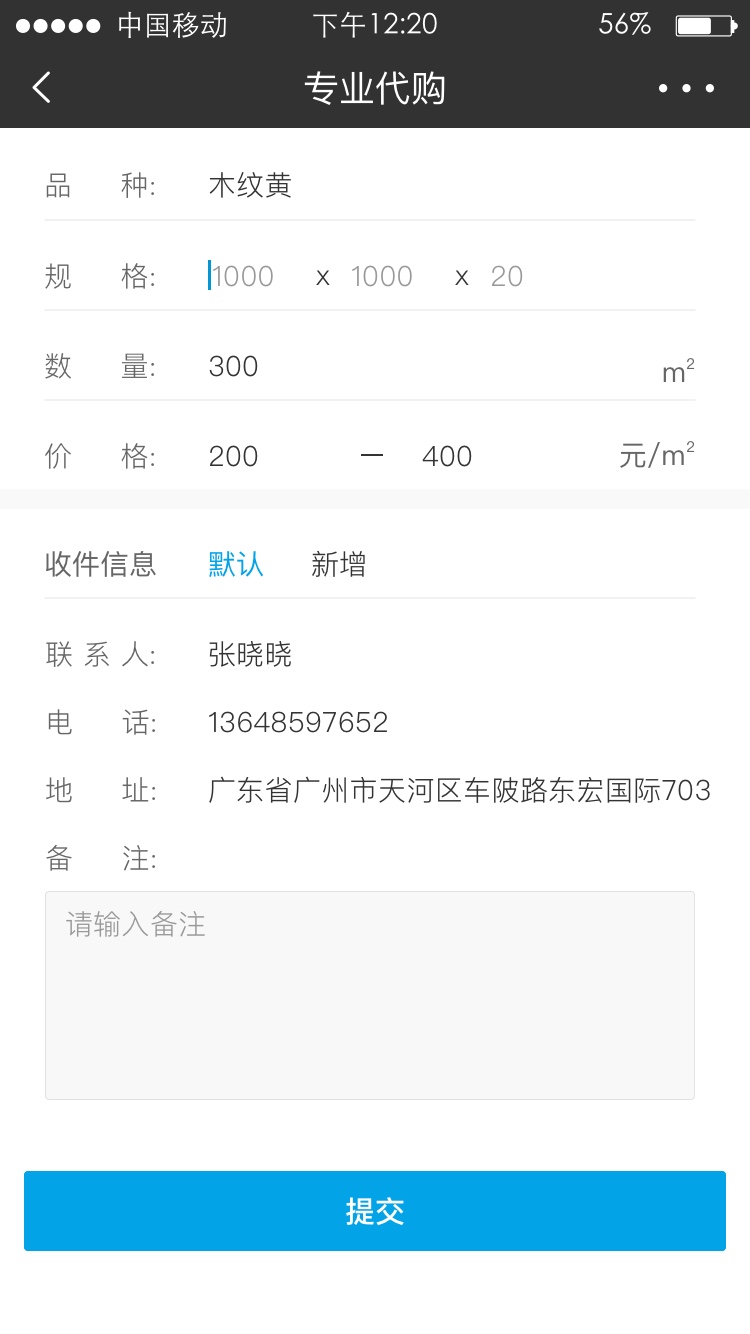 中国移动 下午12:20 56%
专业代购
品 种: 木纹黄
规 格: 1000 x 1000 x 20
数 量: 300 m²
价 格: 200 — 400 元/m²
收件信息 默认 新增
联 系 人: 张晓晓
电 话: 13648597652
地 址: 广东省广州市天河区车陂路东宏国际703
备 注:
请输入备注
提交